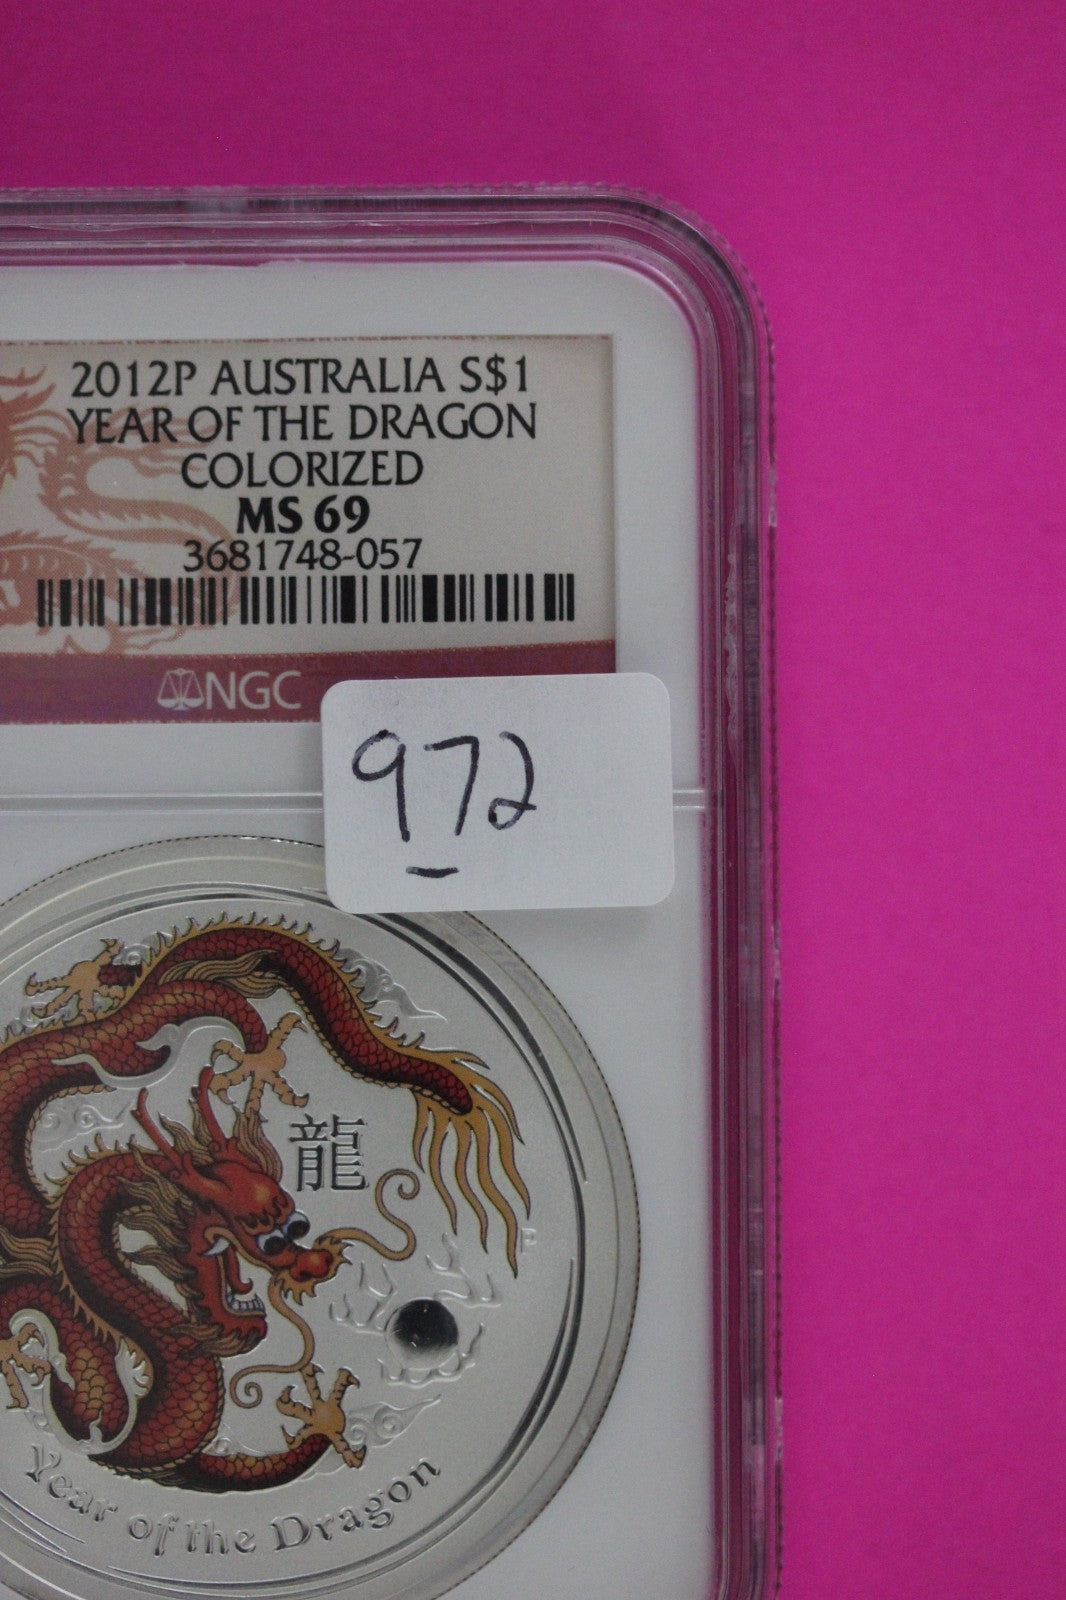 2012P AUSTRALIA S$1
YEAR OF THE DRAGON
COLORIZED
MS 69
3681748-057
NGC
972
龍
P
Year of the Dragon